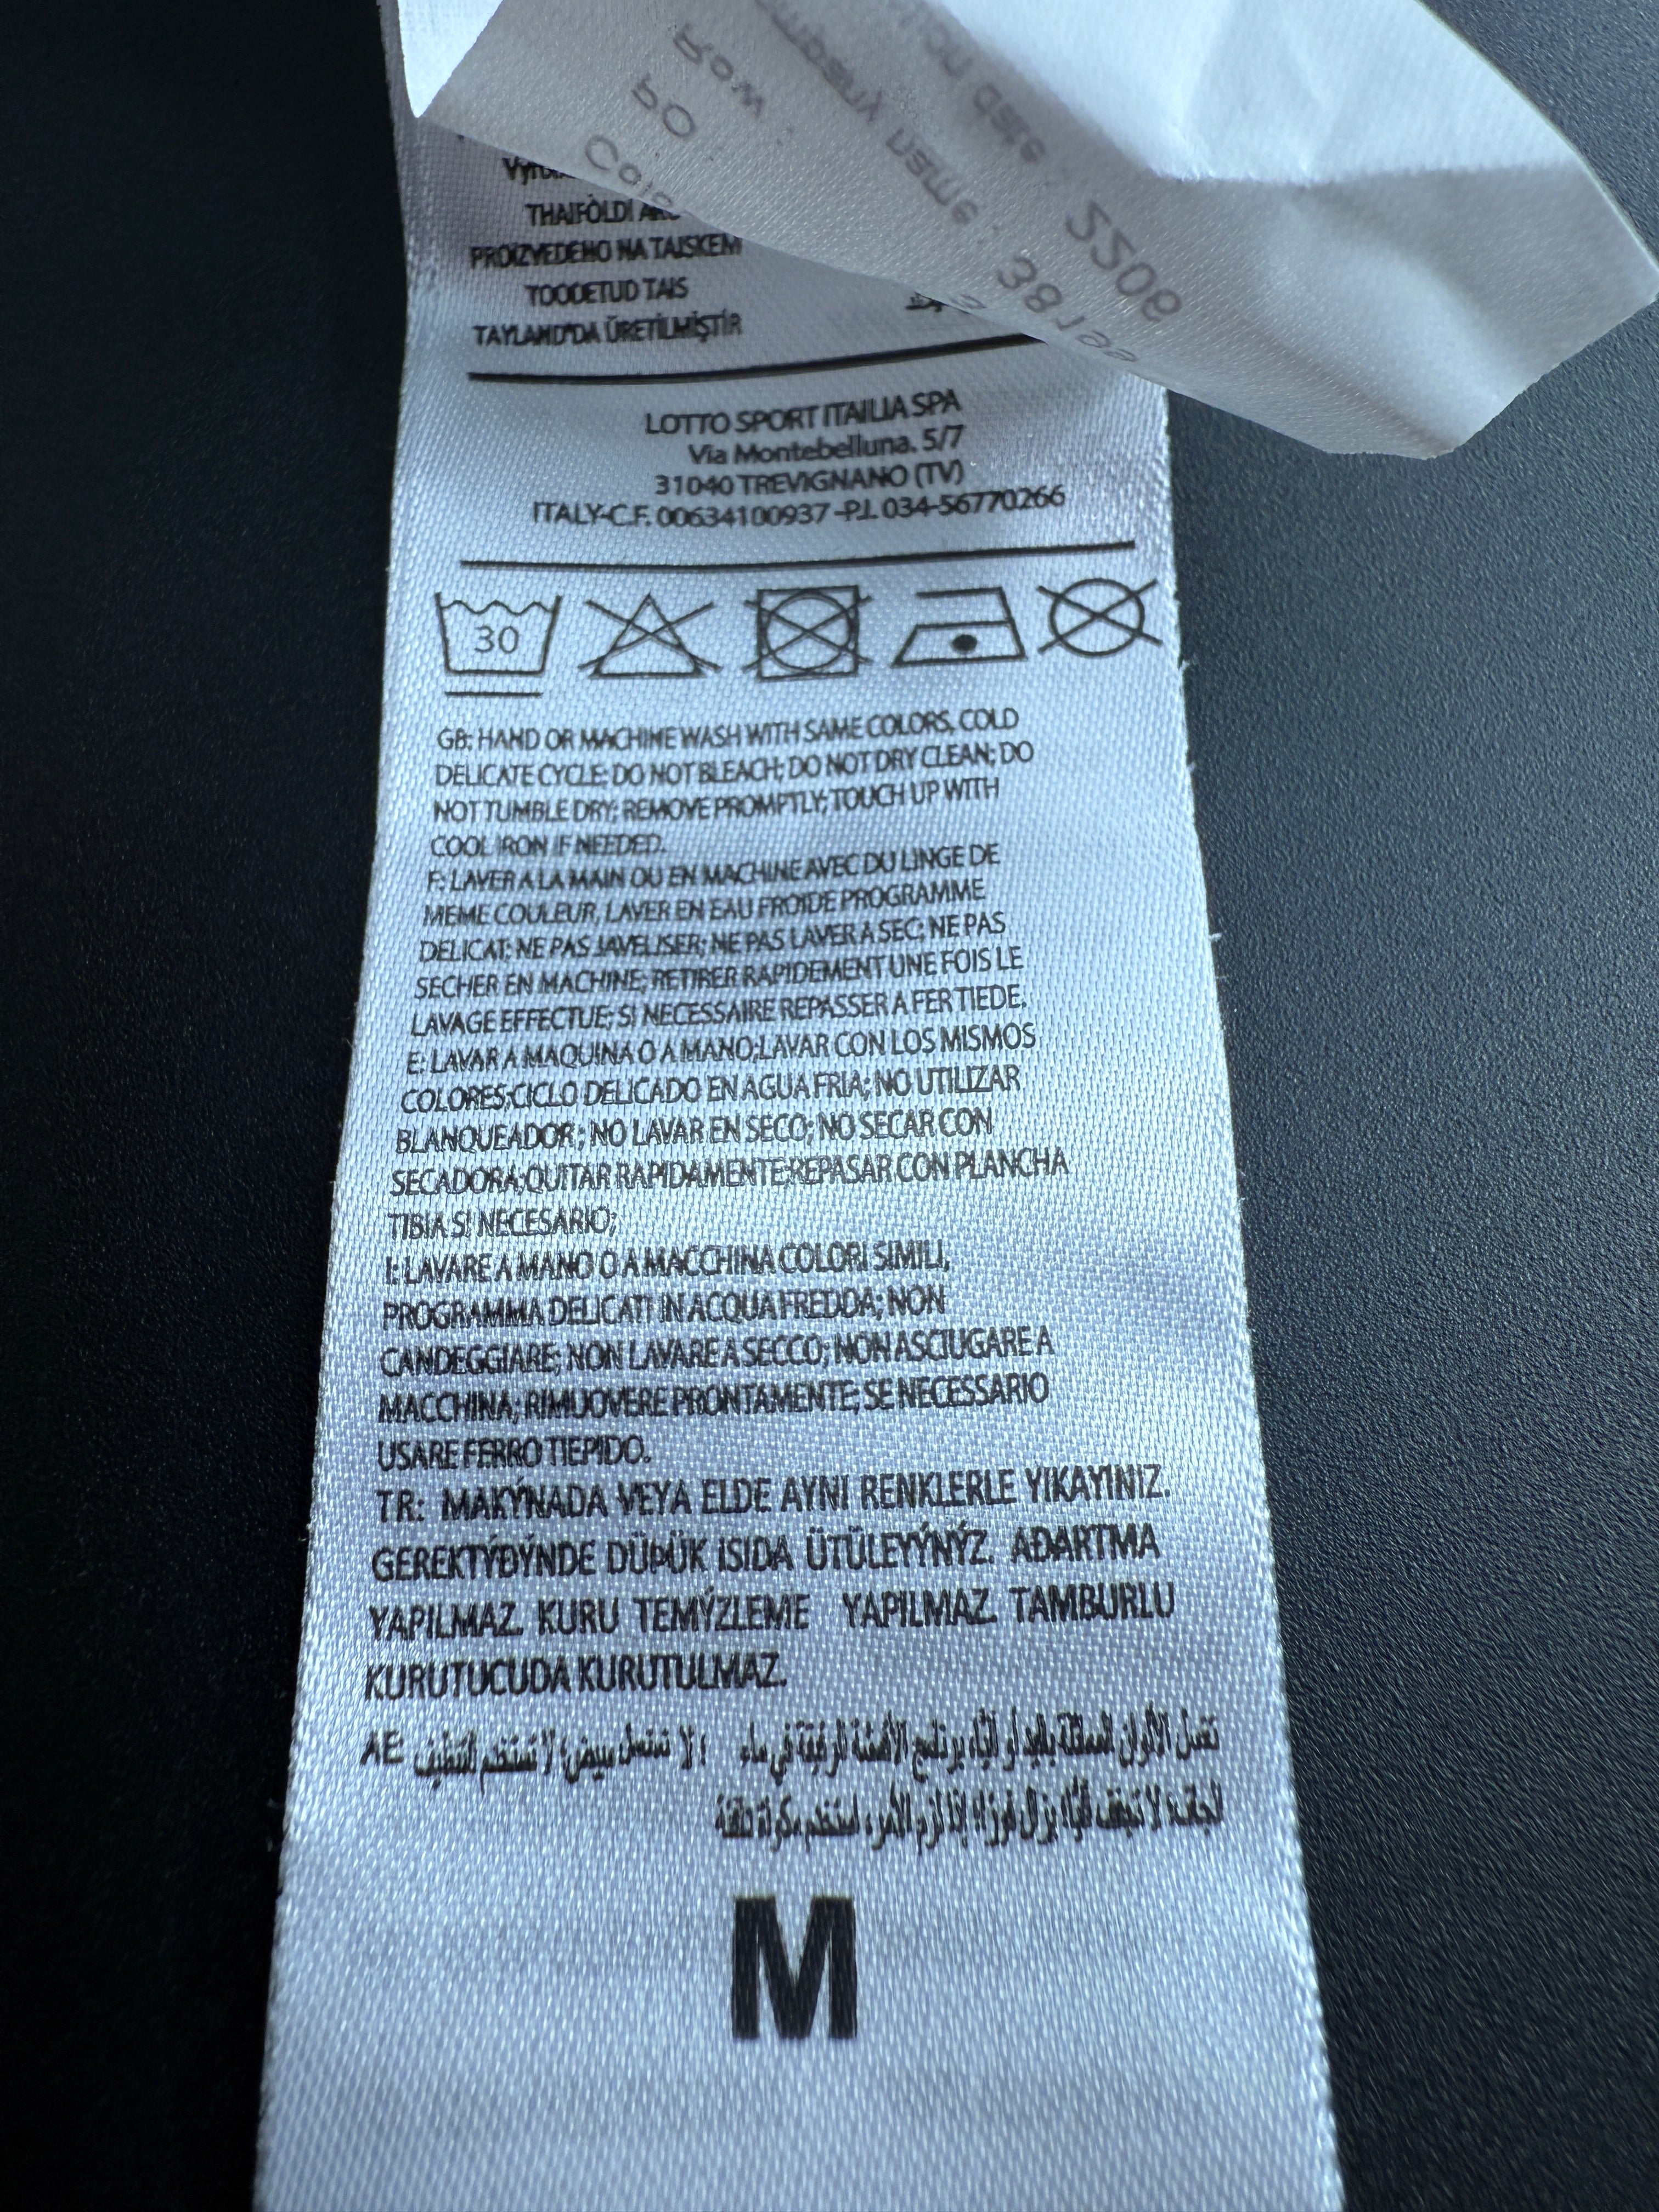 THAIFÒLDI
PROIZVEDENO NA TAJSKEM
TOODETUD TAIS
TAYLAND'DA ÜRETİLMİŞTİR
LOTTO SPORT ITAILIA SPA
Via Montebelluna. 5/7
31040 TREVIGNANO (TV)
ITALY-C.F. 00634100937 -P.I. 034-56770266
30
GB: HAND OR MACHINE WASH WITH SAME COLORS, COLD
DELICATE CYCLE; DO NOT BLEACH; DO NOT DRY CLEAN; DO
NOT TUMBLE DRY; REMOVE PROMPTLY; TOUCH UP WITH
COOL IRON IF NEEDED.
F: LAVER A LA MAIN OU EN MACHINE AVEC DU LINGE DE
MEME COULEUR, LAVER EN EAU FROIDE PROGRAMME
DELICAT; NE PAS JAVELISER; NE PAS LAVER A SEC; NE PAS
SECHER EN MACHINE; RETIRER RAPIDEMENT UNE FOIS LE
LAVAGE EFFECTUE; SI NECESSAIRE REPASSER A FER TIEDE.
E: LAVAR A MAQUINA O A MANO;LAVAR CON LOS MISMOS
COLORES;CICLO DELICADO EN AGUA FRIA; NO UTILIZAR
BLANQUEADOR; NO LAVAR EN SECO; NO SECAR CON
SECADORA;QUITAR RAPIDAMENTE;REPASAR CON PLANCHA
TIBIA SI NECESARIO;
I: LAVARE A MANO O A MACCHINA COLORI SIMILI,
PROGRAMMA DELICATI IN ACQUA FREDDA; NON
CANDEGGIARE; NON LAVARE A SECCO; NON ASCIUGARE A
MACCHINA; RIMUOVERE PRONTAMENTE; SE NECESSARIO
USARE FERRO TIEPIDO.
TR: MAKÝNADA VEYA ELDE AYNI RENKLERLE YIKAYINIZ.
GEREKTÝÐÝNDE DÜÞÜK ISIDA ÜTÜLEYÝNÝZ. AÐARTMA
YAPILMAZ. KURU TEMÝZLEME YAPILMAZ. TAMBURLU
KURUTUCUDA KURUTULMAZ.
AE:
M